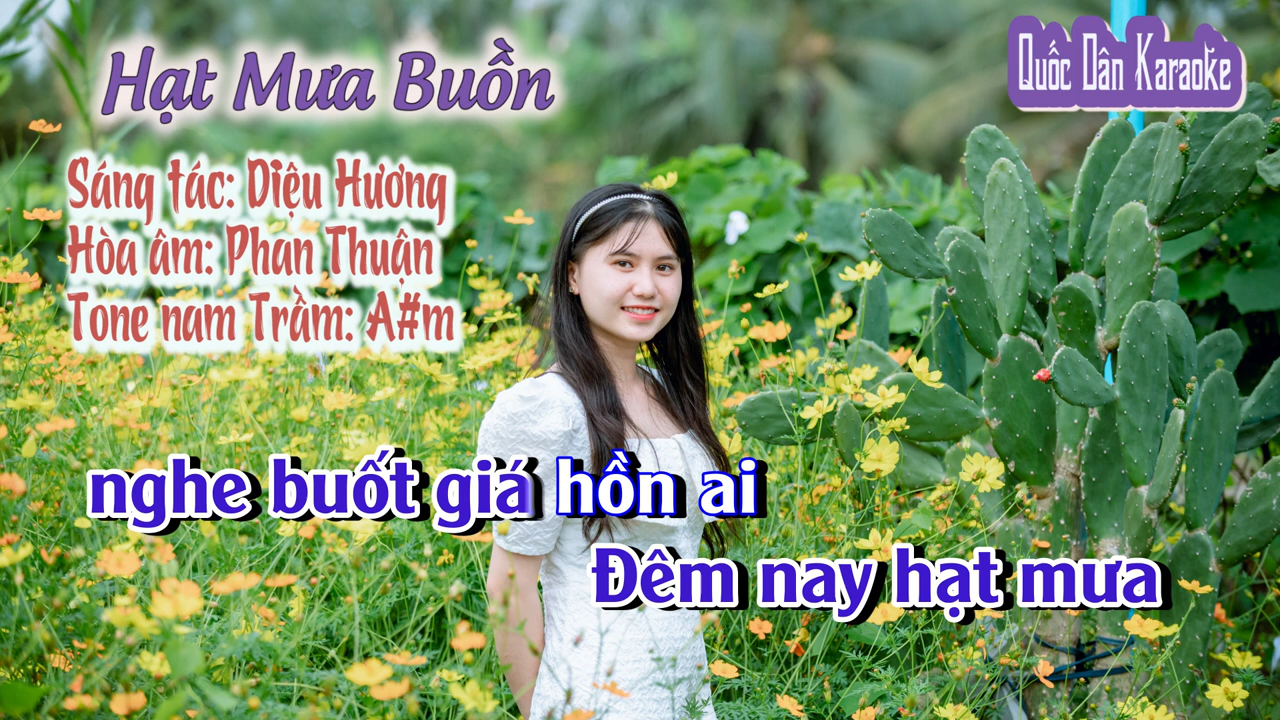 Hạt Mưa Buồn
Quốc Dân Karaoke
Sáng tác: Diệu Hương
Hòa âm: Phan Thuận
Tone nam Trầm: A#m
nghe buốt giá hồn ai
Đêm nay hạt mưa